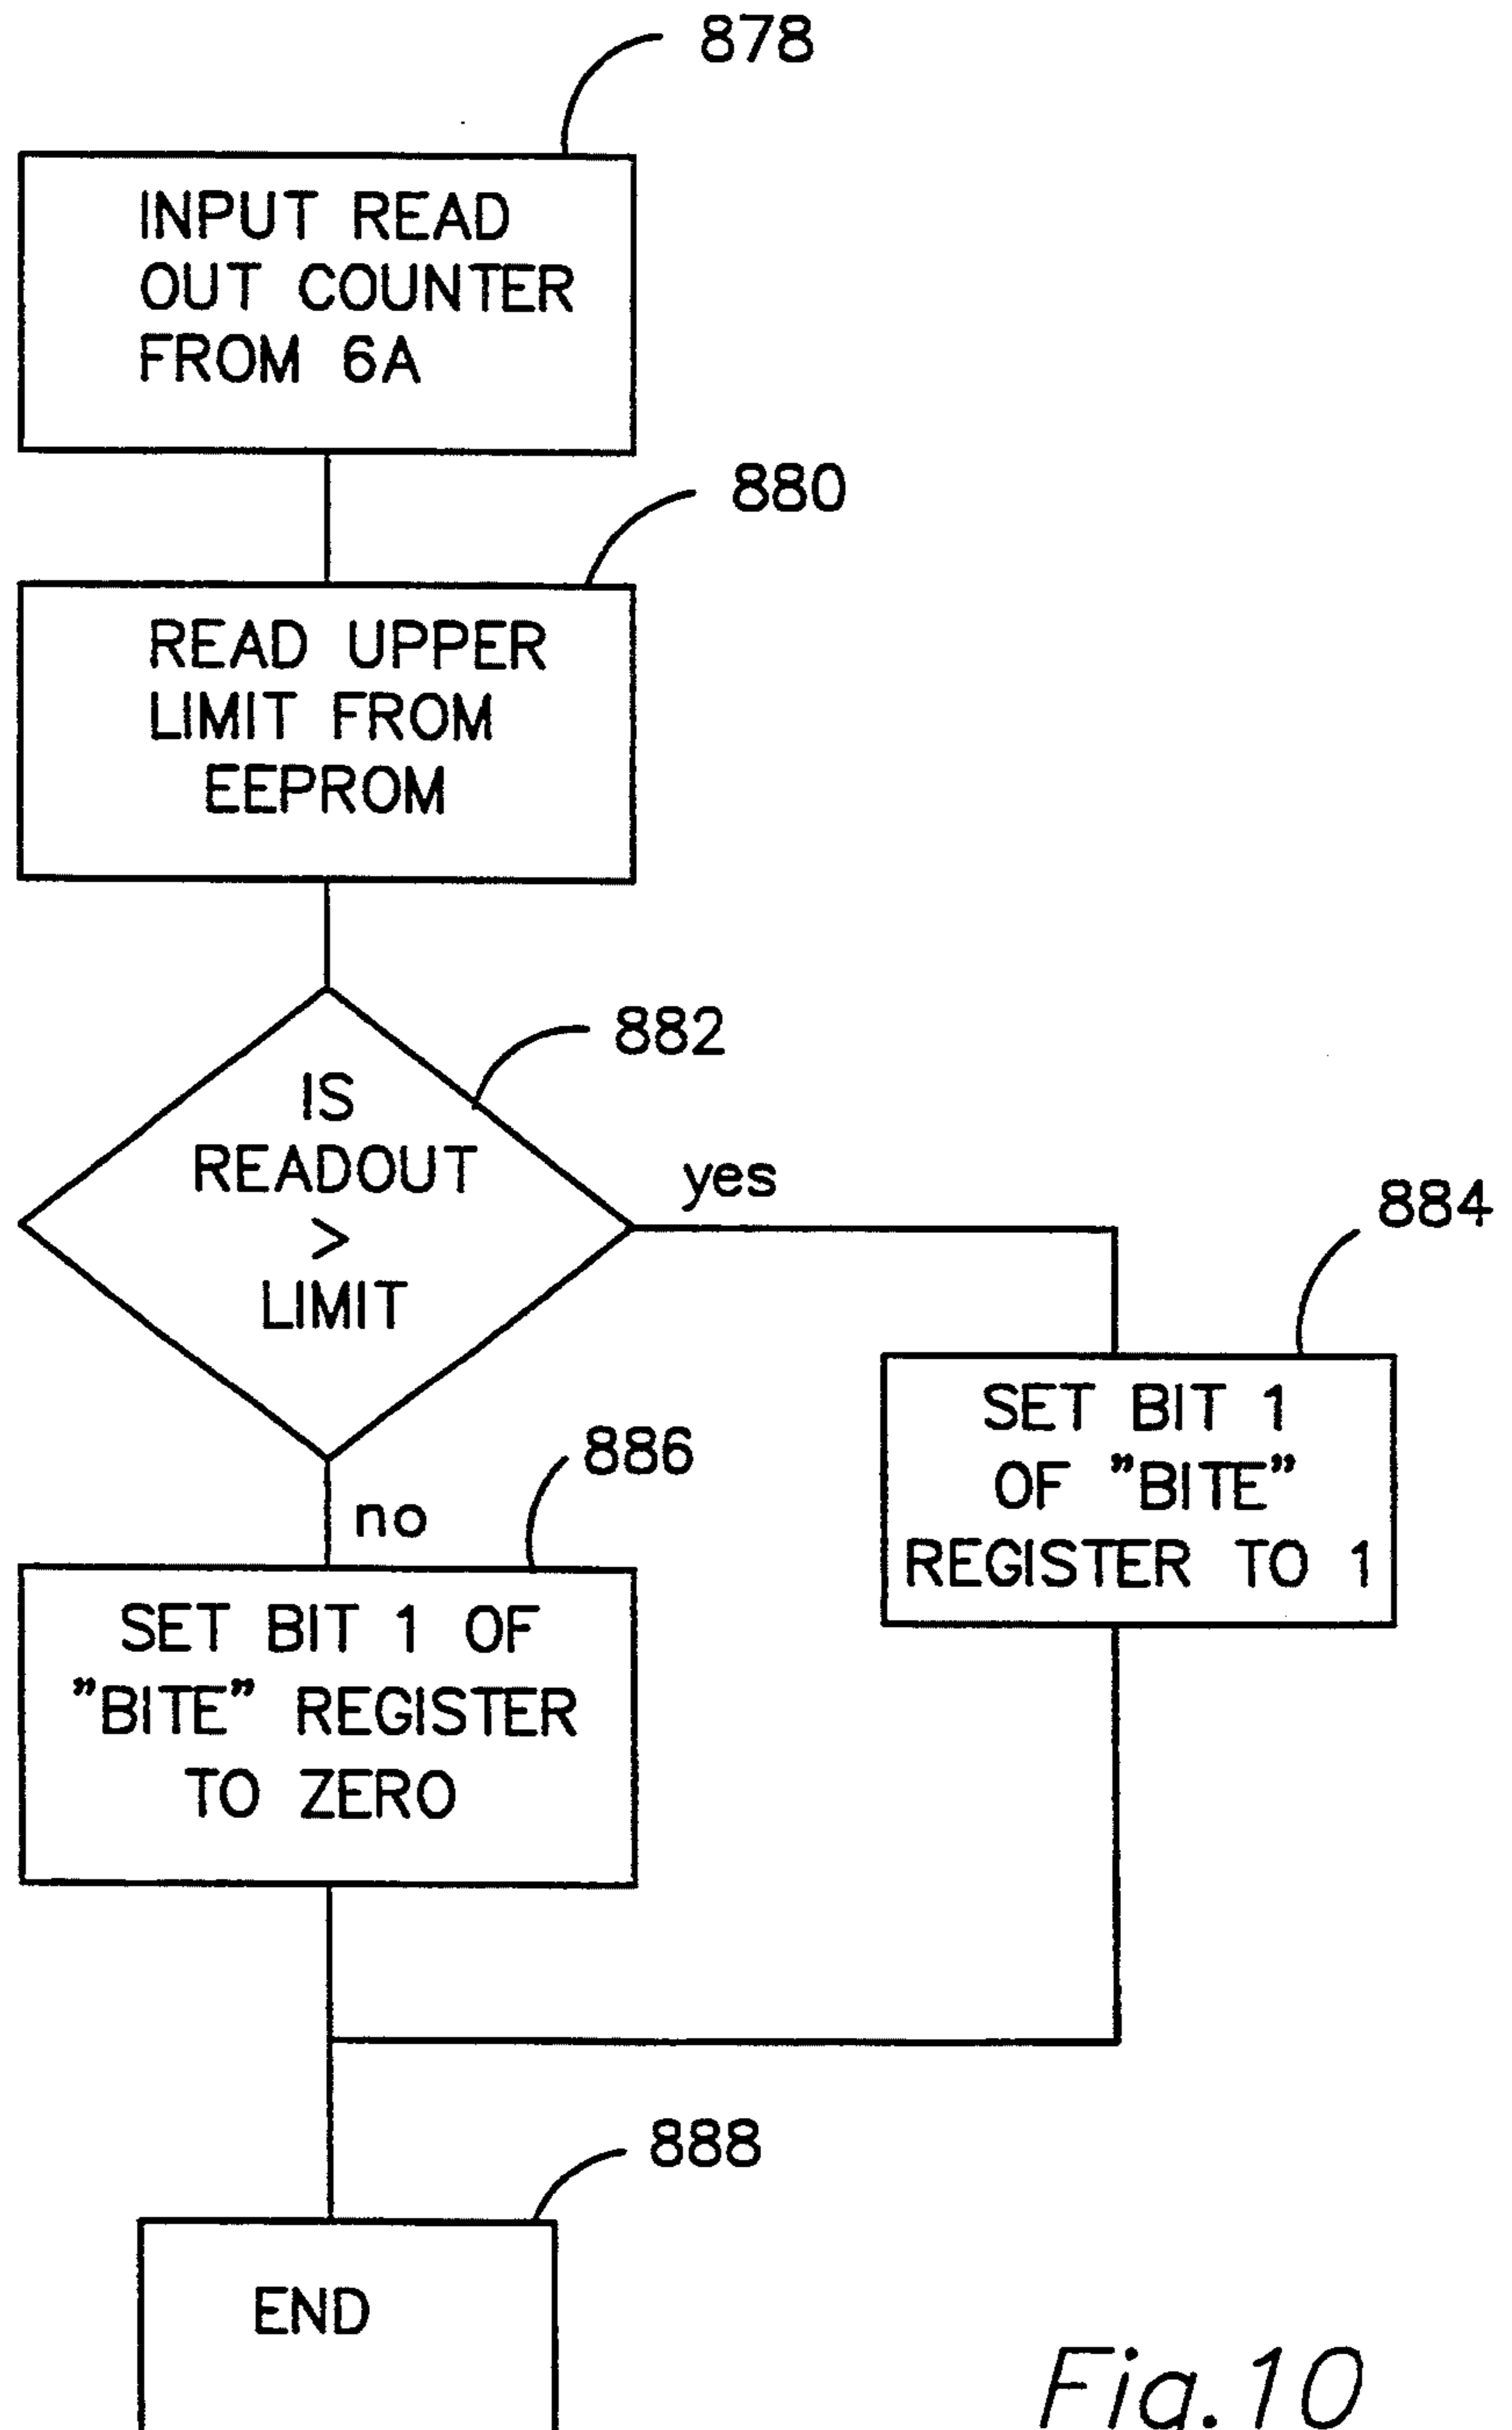 878
INPUT READ
OUT COUNTER
FROM 6A
880
READ UPPER
LIMIT FROM
EEPROM
882
IS
READOUT
>
LIMIT
yes
884
SET BIT 1
OF ”BITE”
REGISTER TO 1
886
no
SET BIT 1 OF
”BITE” REGISTER
TO ZERO
888
END
Fig.10